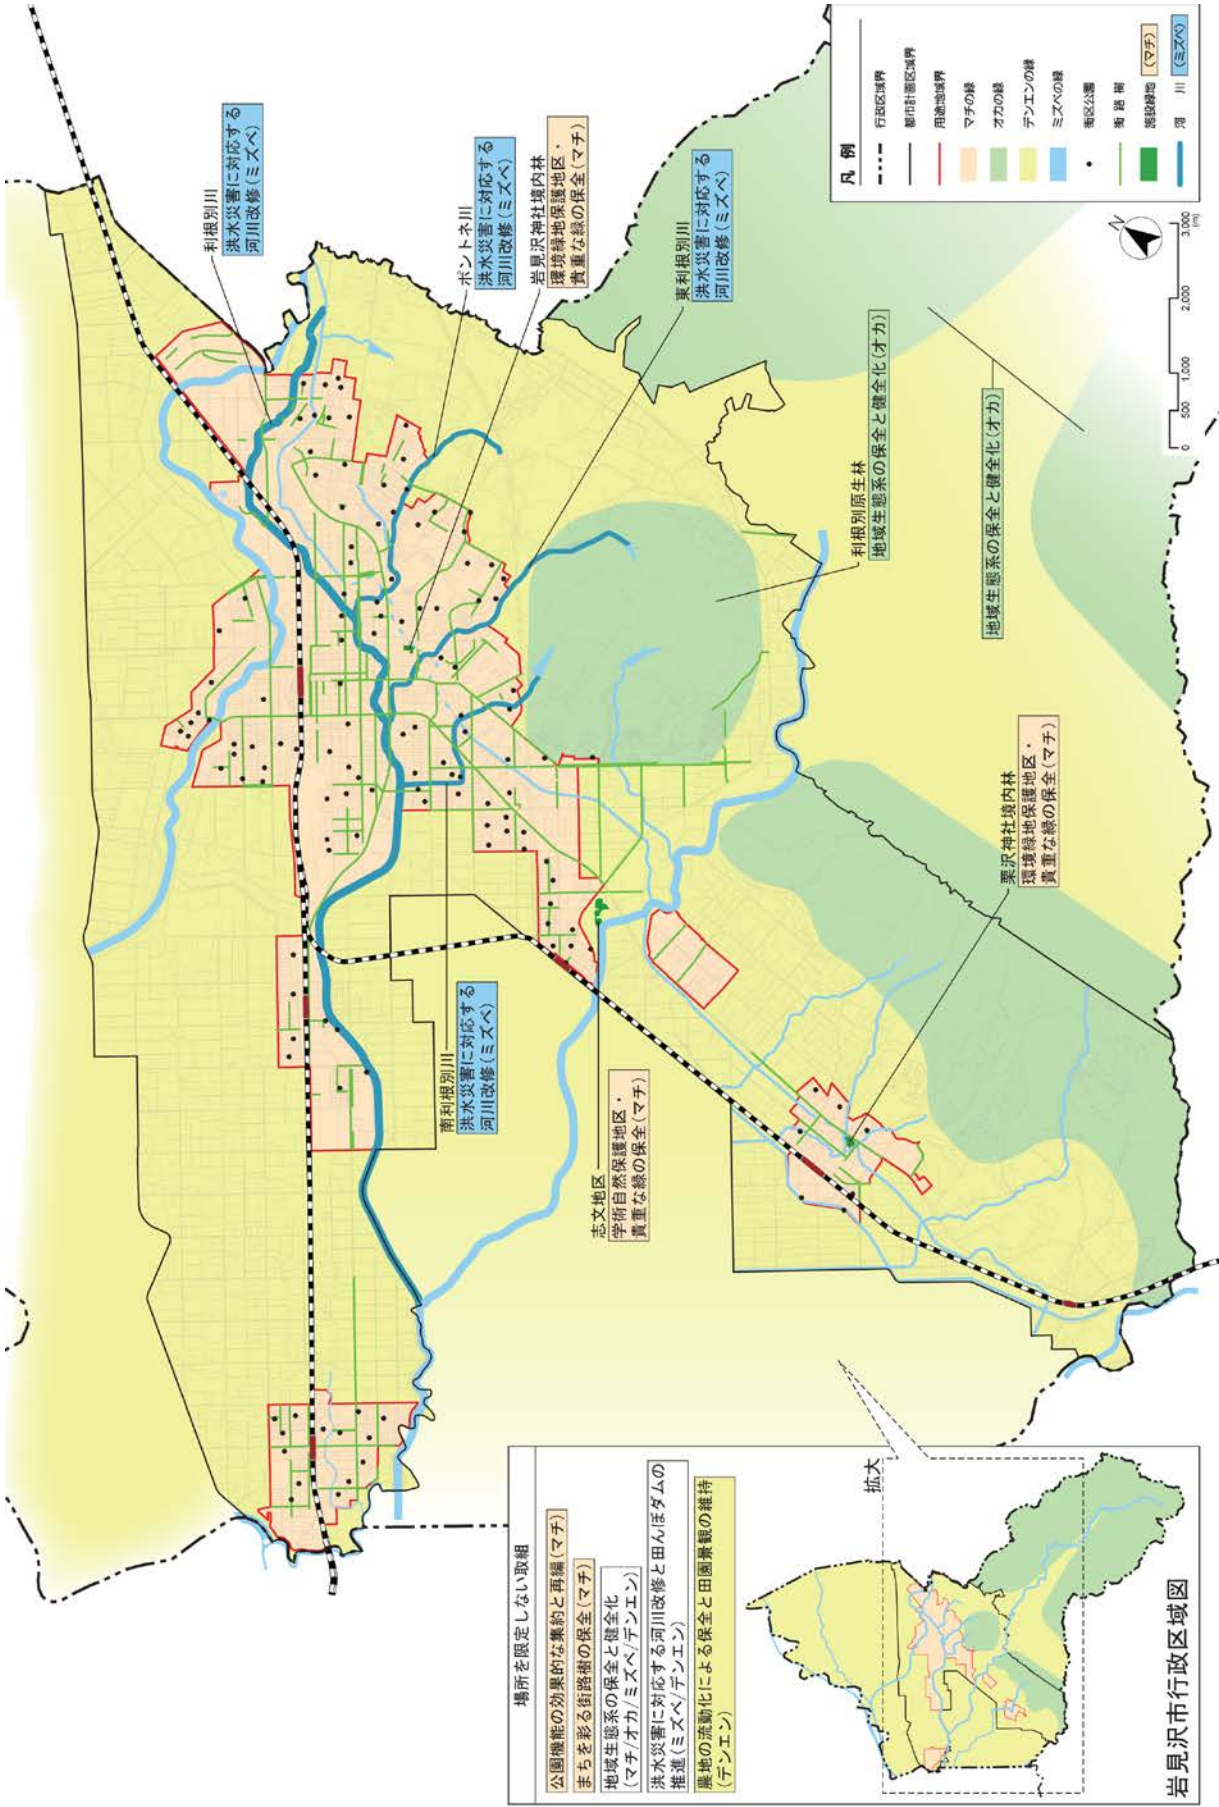 場所を限定しない取組
公園機能の効果的な集約と再編(マチ)
まちを彩る街路樹の保全(マチ)
地域生態系の保全と健全化
(マチ/オカ/ミズベ/デンエン)
洪水災害に対応する河川改修と田んぼダムの
推進(ミズベ/デンエン)
農地の流動化による保全と田園景観の維持
(デンエン)
拡大
岩見沢市行政区域図
利根別川
洪水災害に対応する
河川改修(ミズベ)
ポントネ川
洪水災害に対応する
河川改修(ミズベ)
岩見沢神社境内林
環境緑地保護地区・
貴重な緑の保全(マチ)
東利根別川
洪水災害に対応する
河川改修(ミズベ)
南利根別川
洪水災害に対応する
河川改修(ミズベ)
志文地区
学術自然保護地区・
貴重な緑の保全(マチ)
利根別原生林
地域生態系の保全と健全化(オカ)
地域生態系の保全と健全化(オカ)
栗沢神社境内林
環境緑地保護地区・
貴重な緑の保全(マチ)
凡 例
行政区域界
都市計画区域界
用途地域界
マチの緑
オカの緑
デンエンの緑
ミズベの緑
街区公園
街 路 樹
施設緑地 (マチ)
河 川 (ミズベ)
N
0 500 1,000 2,000 3,000
(m)